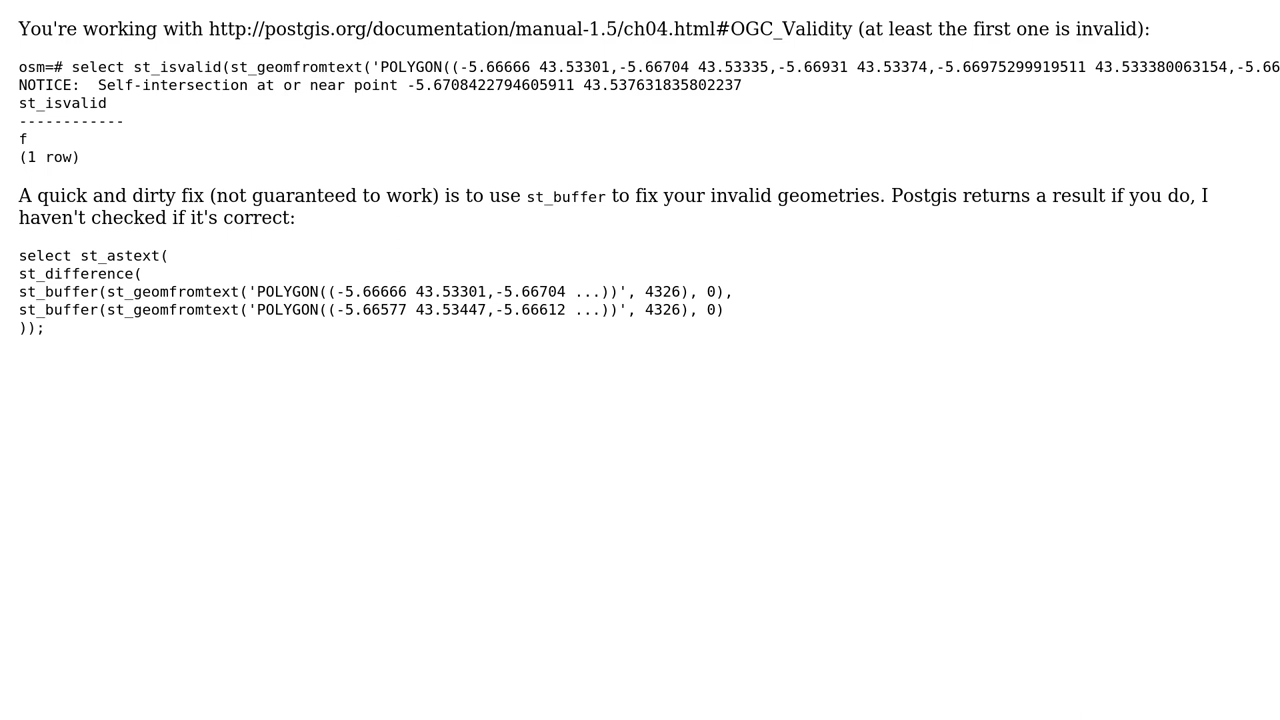 You're working with http://postgis.org/documentation/manual-1.5/ch04.html#OGC_Validity (at least the first one is invalid):
osm=# select st_isvalid(st_geomfromtext('POLYGON((-5.66666 43.53301,-5.66704 43.53335,-5.66931 43.53374,-5.66975299919511 43.533380063154,-5.66
NOTICE:  Self-intersection at or near point -5.6708422794605911 43.537631835802237
st_isvalid
------------
f
(1 row)
A quick and dirty fix (not guaranteed to work) is to use st_buffer to fix your invalid geometries. Postgis returns a result if you do, I
haven't checked if it's correct:
select st_astext(
st_difference(
st_buffer(st_geomfromtext('POLYGON((-5.66666 43.53301,-5.66704 ...))', 4326), 0),
st_buffer(st_geomfromtext('POLYGON((-5.66577 43.53447,-5.66612 ...))', 4326), 0)
));